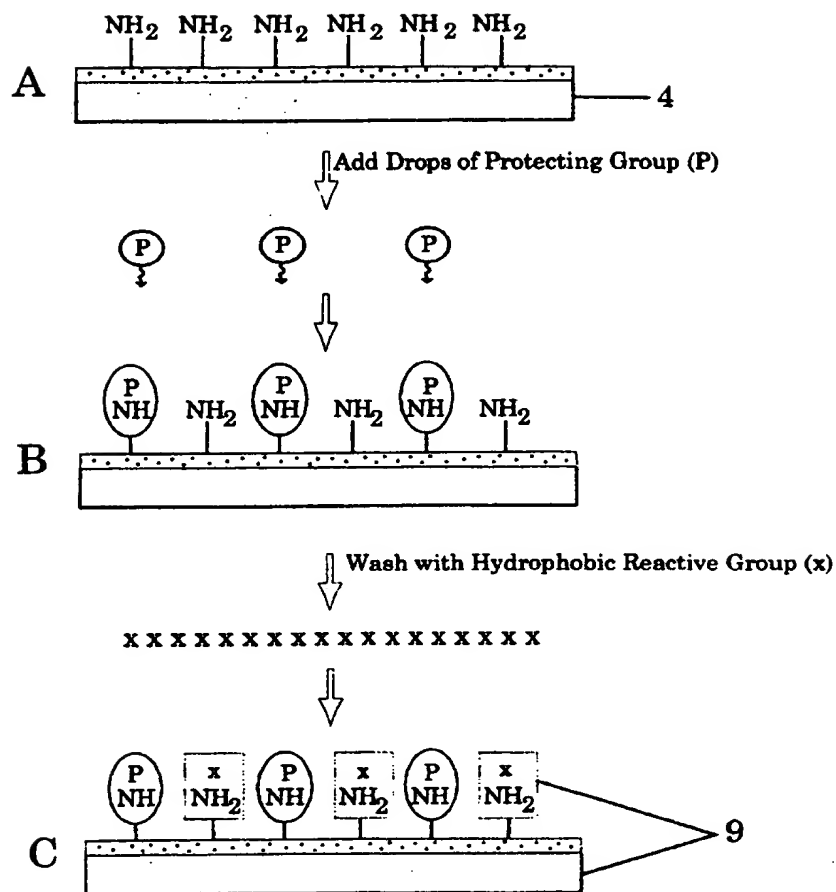 NH2 NH2 NH2 NH2 NH2 NH2
A
4
Add Drops of Protecting Group (P)
P P P
P P P
NH NH2 NH NH2 NH NH2
B
Wash with Hydrophobic Reactive Group (x)
x x x x x x x x x x x x x x x x x x
P x P x P x
NH NH2 NH NH2 NH NH2
C
9